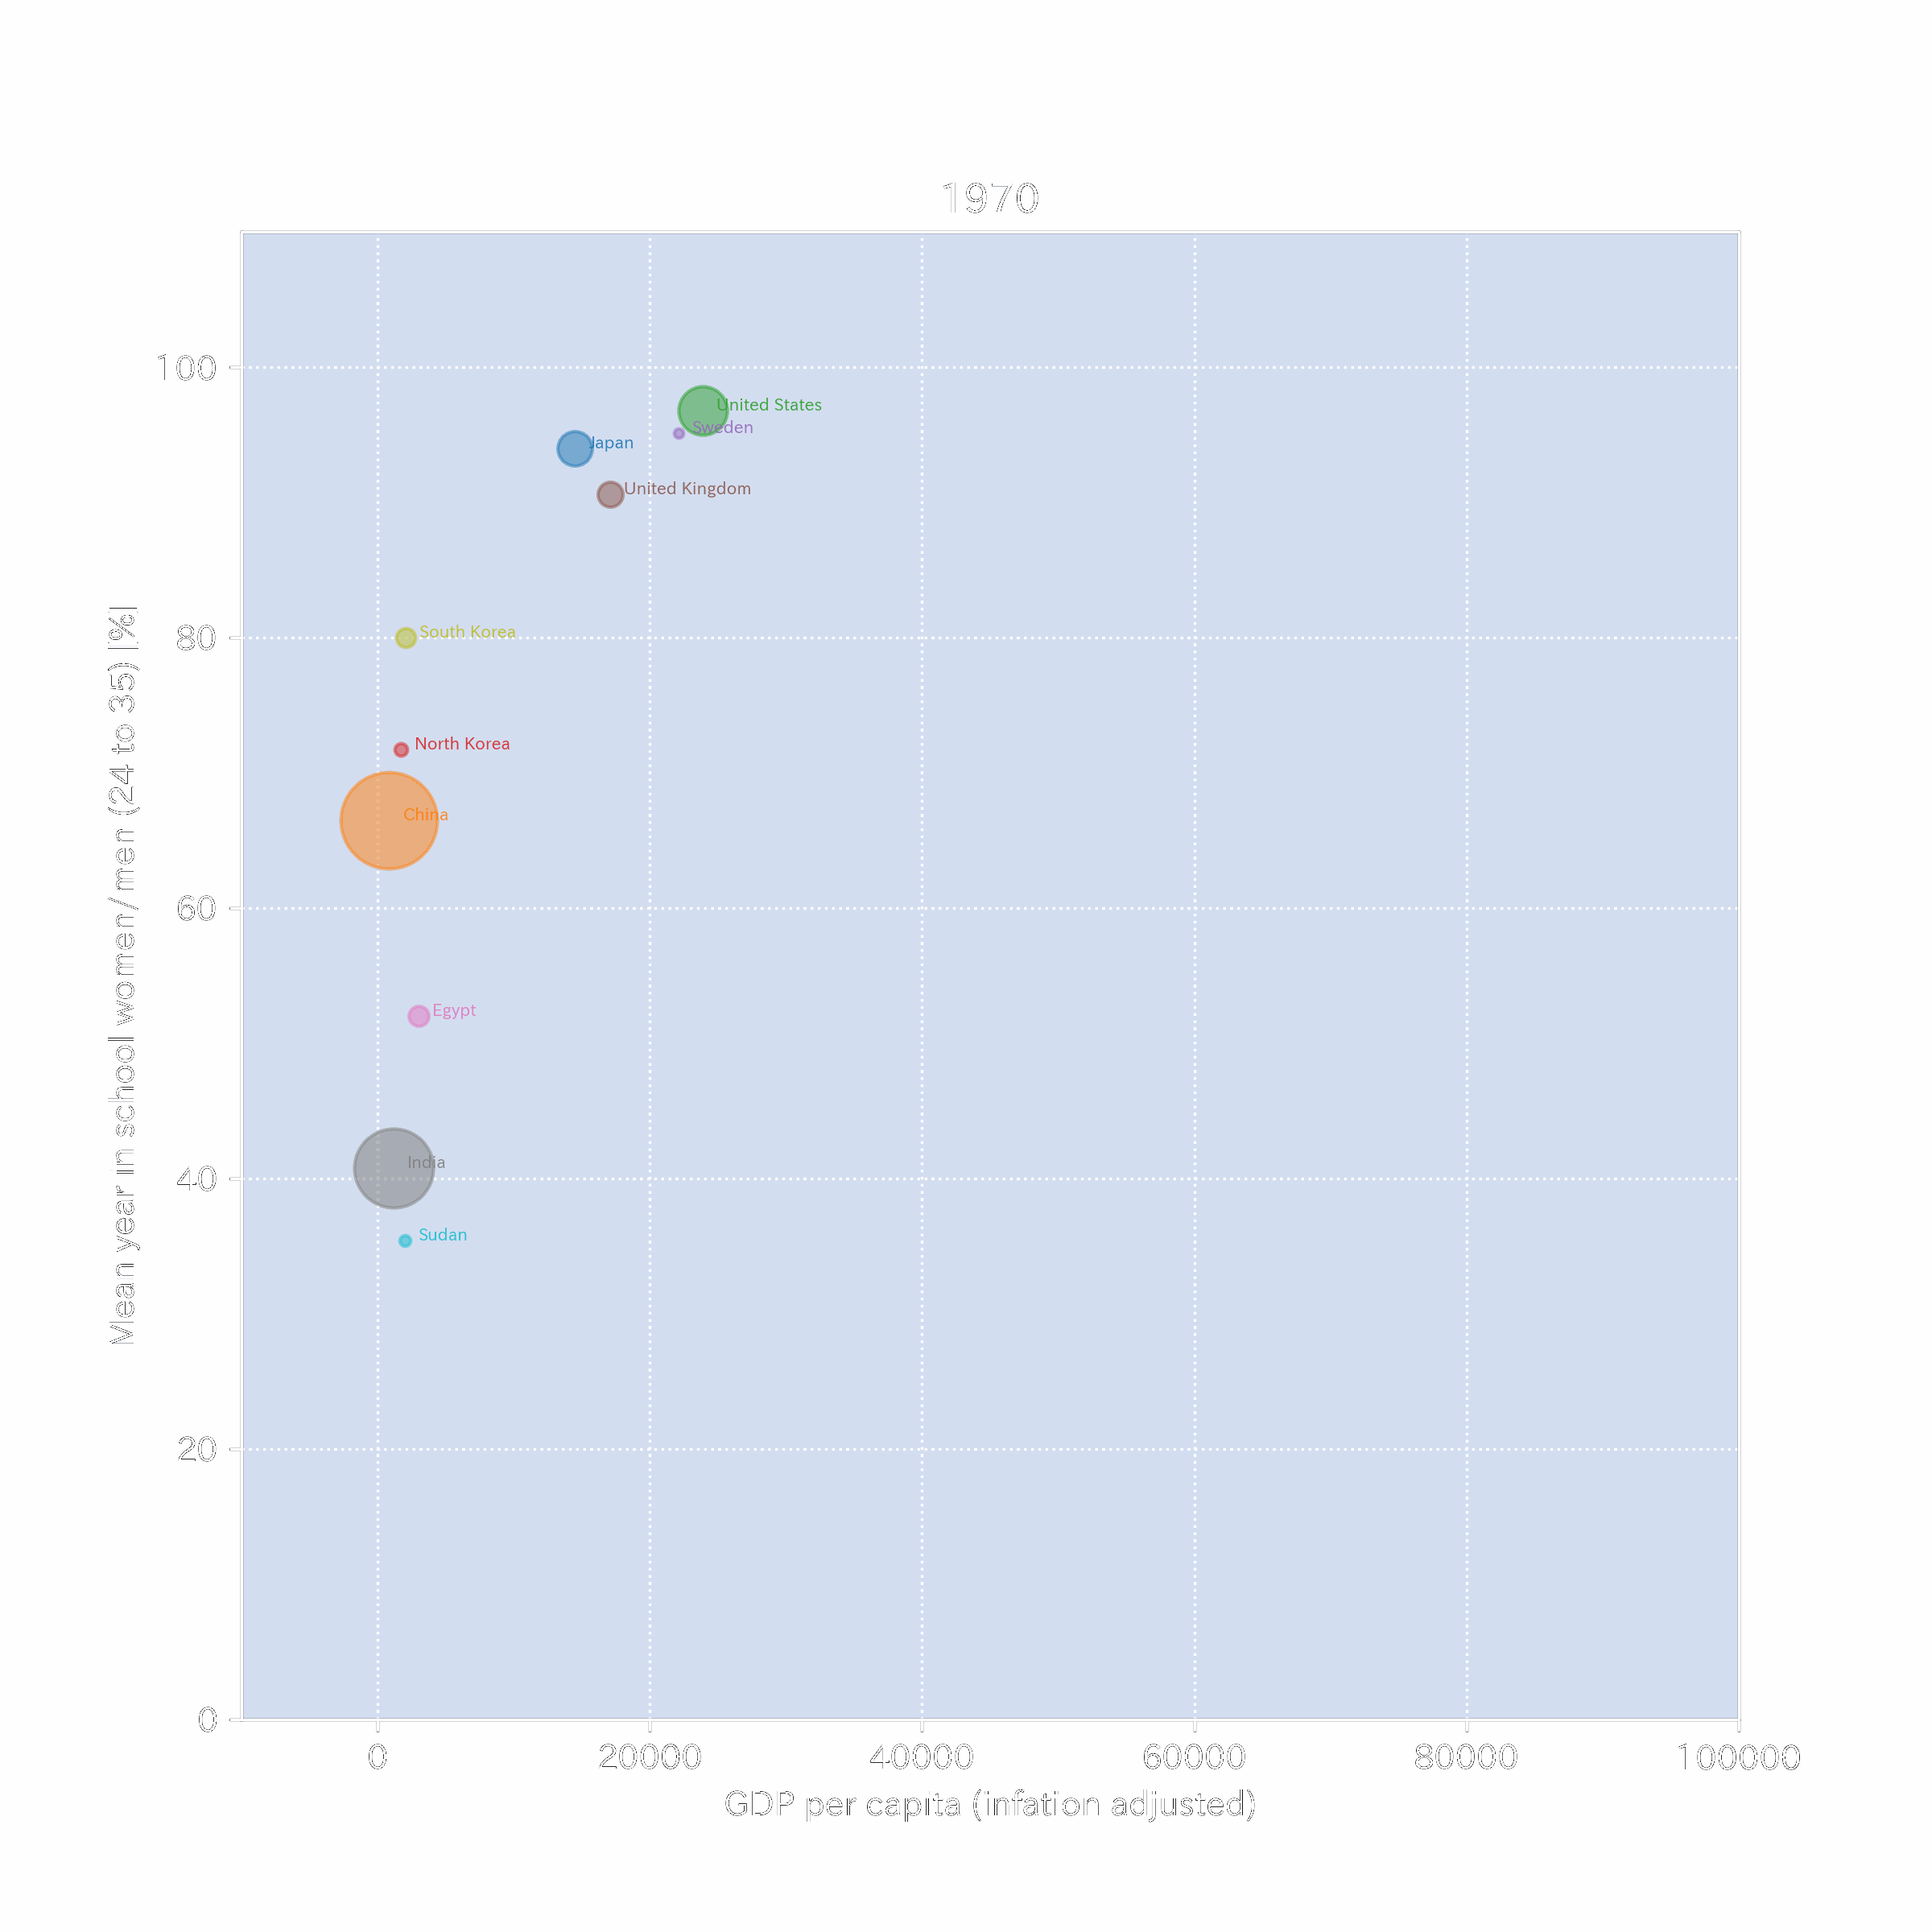 1970
100
80
60
40
20
0
Mean year in school women/men (24 to 35) [%]
United States
Sweden
Japan
United Kingdom
South Korea
North Korea
China
Egypt
India
Sudan
0 20000 40000 60000 80000 100000
GDP per capita (infation adjusted)